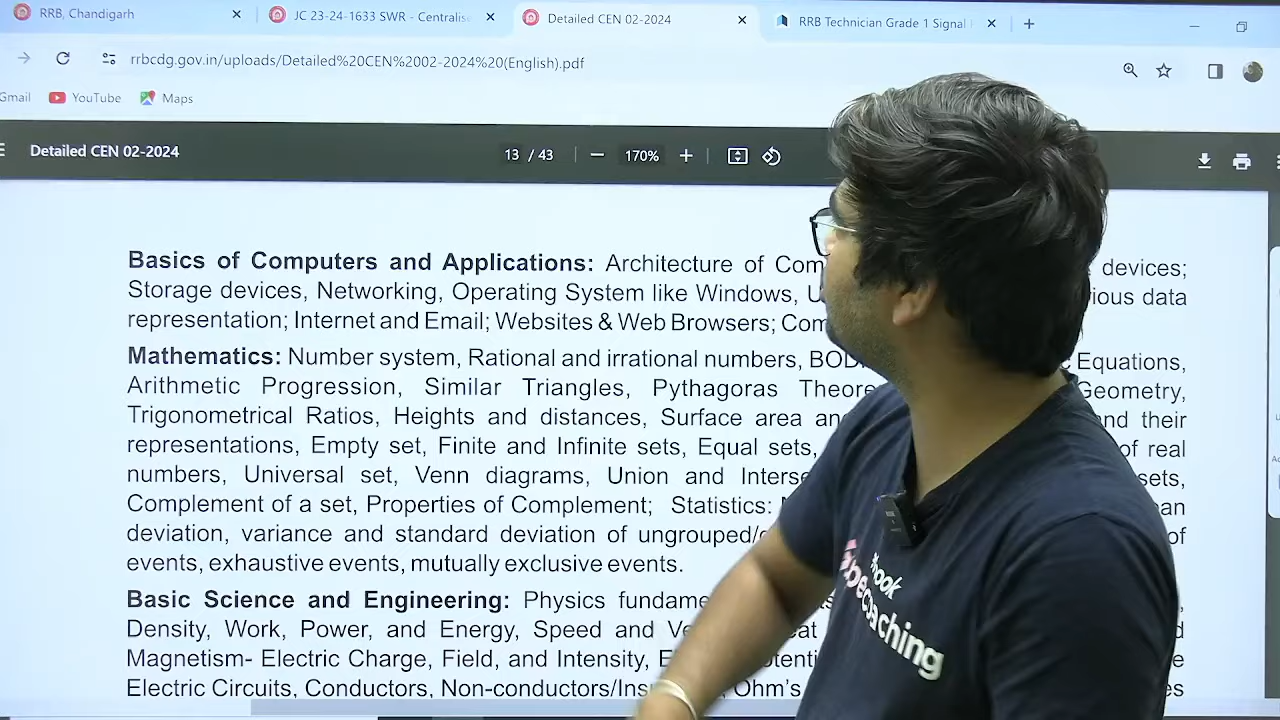 RRB, Chandigarh
JC 23-24-1633 SWR - Centralise
Detailed CEN 02-2024
RRB Technician Grade 1 Signal
rrbcdg.gov.in/uploads/Detailed%20CEN%2002-2024%20(English).pdf
Gmail YouTube Maps
Detailed CEN 02-2024 13 / 43 170%
Basics of Computers and Applications: Architecture of Com devices;
Storage devices, Networking, Operating System like Windows, U ious data
representation; Internet and Email; Websites & Web Browsers; Com
Mathematics: Number system, Rational and irrational numbers, BOD Equations,
Arithmetic Progression, Similar Triangles, Pythagoras Theore Geometry,
Trigonometrical Ratios, Heights and distances, Surface area an and their
representations, Empty set, Finite and Infinite sets, Equal sets, of real
numbers, Universal set, Venn diagrams, Union and Interse sets,
Complement of a set, Properties of Complement; Statistics: an
deviation, variance and standard deviation of ungrouped/g of
events, exhaustive events, mutually exclusive events.
Basic Science and Engineering: Physics fundame
Density, Work, Power, and Energy, Speed and Ve eat
Magnetism- Electric Charge, Field, and Intensity, E otenti
Electric Circuits, Conductors, Non-conductors/Ins Ohm's es
coaching